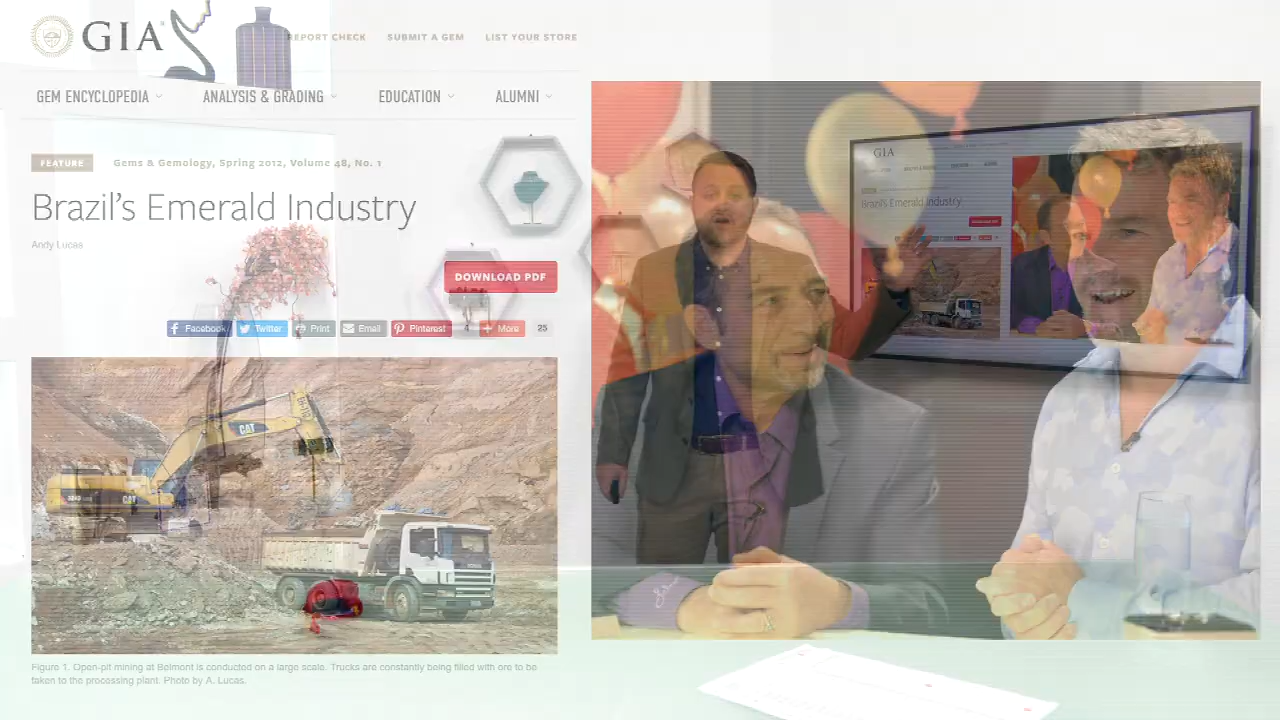 GIA
REPORT CHECK SUBMIT A GEM LIST YOUR STORE
GEM ENCYCLOPEDIA ANALYSIS & GRADING EDUCATION ALUMNI
FEATURE Gems & Gemology, Spring 2012, Volume 48, No. 1
Brazil's Emerald Industry
Andy Lucas
DOWNLOAD PDF
Facebook Twitter Print Email Pinterest More 25
CAT
CAT
Figure 1. Open-pit mining at Belmont is conducted on a large scale. Trucks are constantly being filled with ore to be
taken to the processing plant. Photo by A. Lucas.
GIA
Brazil's Emerald Industry